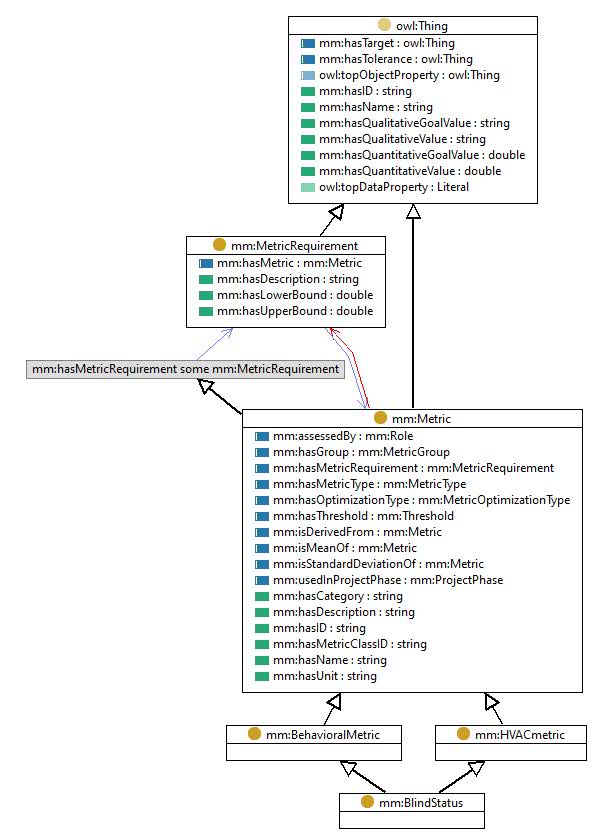 owl:Thing
mm:hasTarget : owl:Thing
mm:hasTolerance : owl:Thing
owl:topObjectProperty : owl:Thing
mm:hasID : string
mm:hasName : string
mm:hasQualitativeGoalValue : string
mm:hasQualitativeValue : string
mm:hasQuantitativeGoalValue : double
mm:hasQuantitativeValue : double
owl:topDataProperty : Literal
mm:MetricRequirement
mm:hasMetric : mm:Metric
mm:hasDescription : string
mm:hasLowerBound : double
mm:hasUpperBound : double
mm:hasMetricRequirement some mm:MetricRequirement
mm:Metric
mm:assessedBy : mm:Role
mm:hasGroup : mm:MetricGroup
mm:hasMetricRequirement : mm:MetricRequirement
mm:hasMetricType : mm:MetricType
mm:hasOptimizationType : mm:MetricOptimizationType
mm:hasThreshold : mm:Threshold
mm:isDerivedFrom : mm:Metric
mm:isMeanOf : mm:Metric
mm:isStandardDeviationOf : mm:Metric
mm:usedInProjectPhase : mm:ProjectPhase
mm:hasCategory : string
mm:hasDescription : string
mm:hasID : string
mm:hasMetricClassID : string
mm:hasName : string
mm:hasUnit : string
mm:BehavioralMetric
mm:HVACmetric
mm:BlindStatus